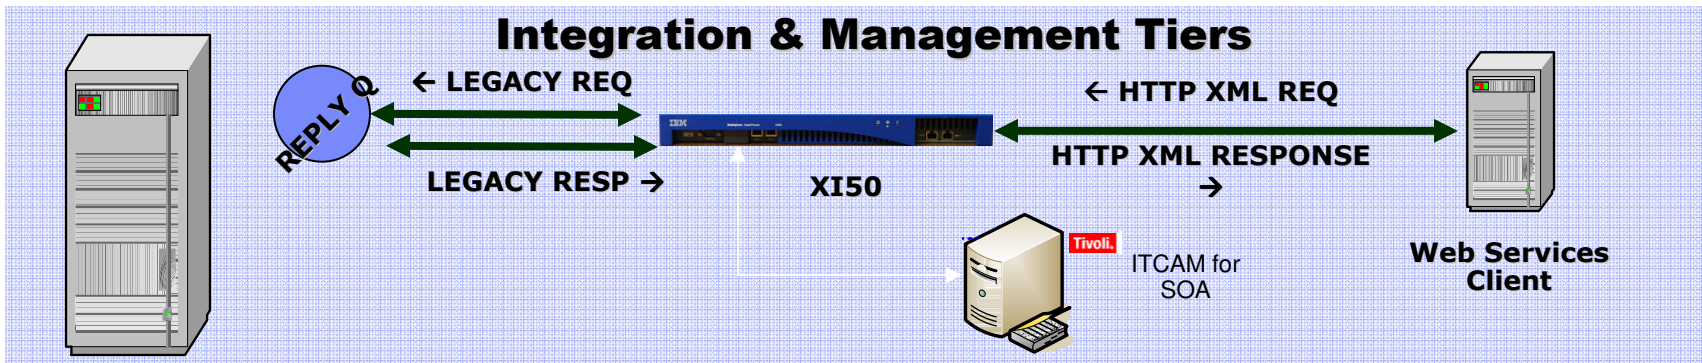 Integration & Management Tiers
REPLY Q
← LEGACY REQ
LEGACY RESP →
IBM
XI50
← HTTP XML REQ
HTTP XML RESPONSE
→
Tivoli.
ITCAM for
SOA
Web Services
Client